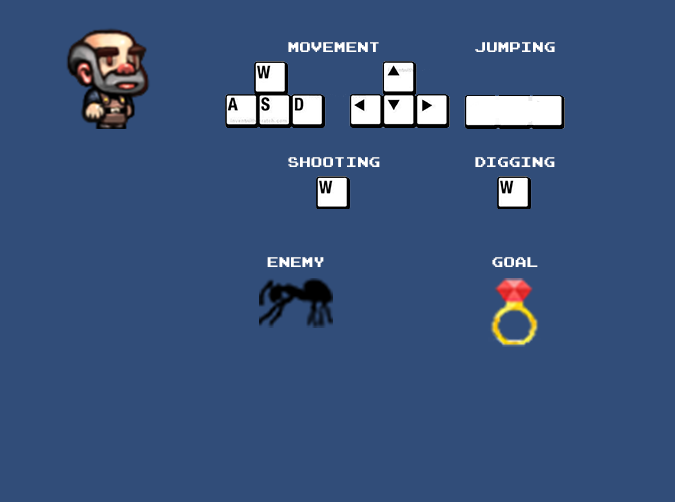 MOVEMENT JUMPING
W
A S D
SHOOTING DIGGING
W W
ENEMY GOAL